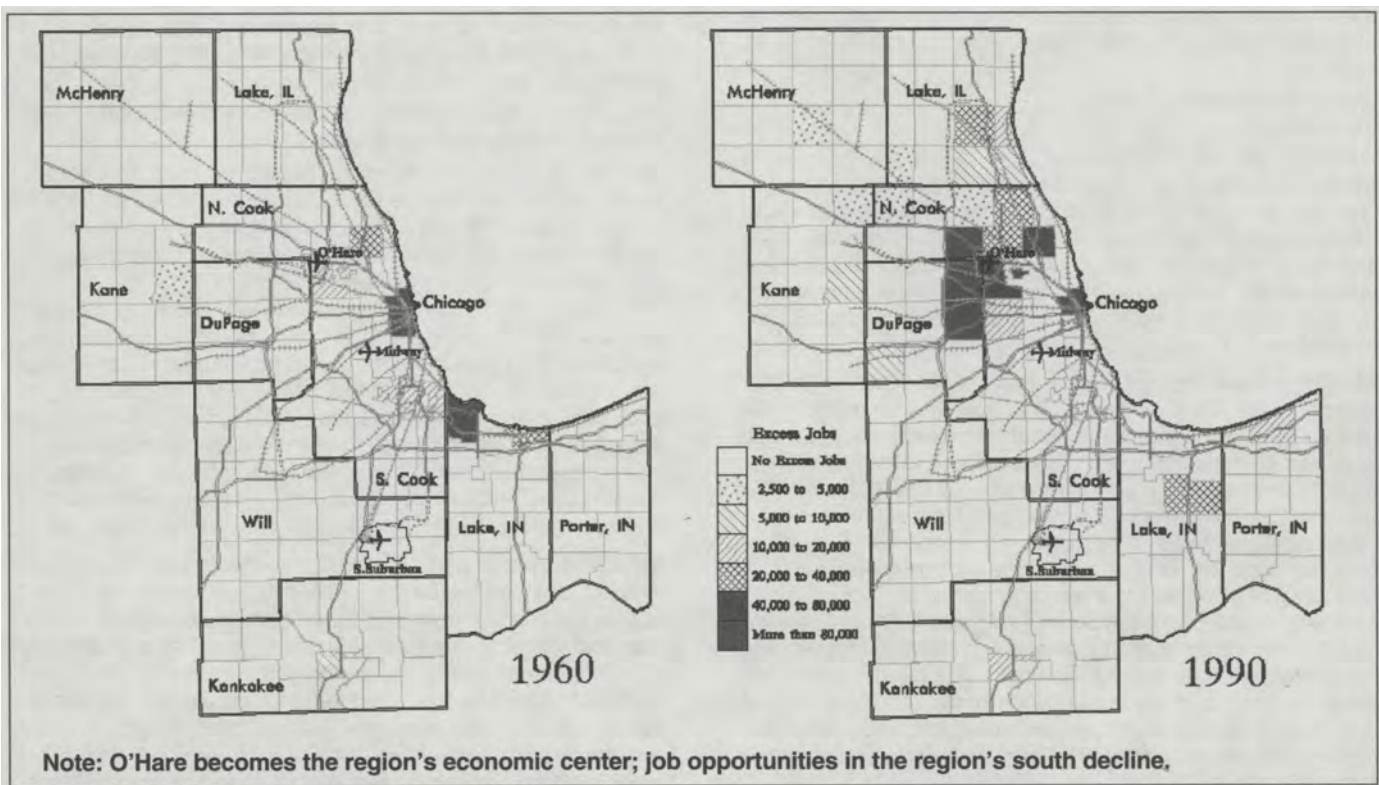 McHenry
Lake, IL
N. Cook
O'Hare
Kane
Chicago
DuPage
Midway
S. Cook
Will
Lake, IN
Porter, IN
S.Suburban
Kankakee
1960
McHenry
Lake, IL
N. Cook
O'Hare
Kane
Chicago
DuPage
Midway
Excess Jobs
No Excess Jobs
2,500 to 5,000
5,000 to 10,000
10,000 to 20,000
20,000 to 40,000
40,000 to 80,000
More than 80,000
S. Cook
Will
Lake, IN
Porter, IN
S.Suburban
Kankakee
1990
Note: O'Hare becomes the region's economic center; job opportunities in the region's south decline.